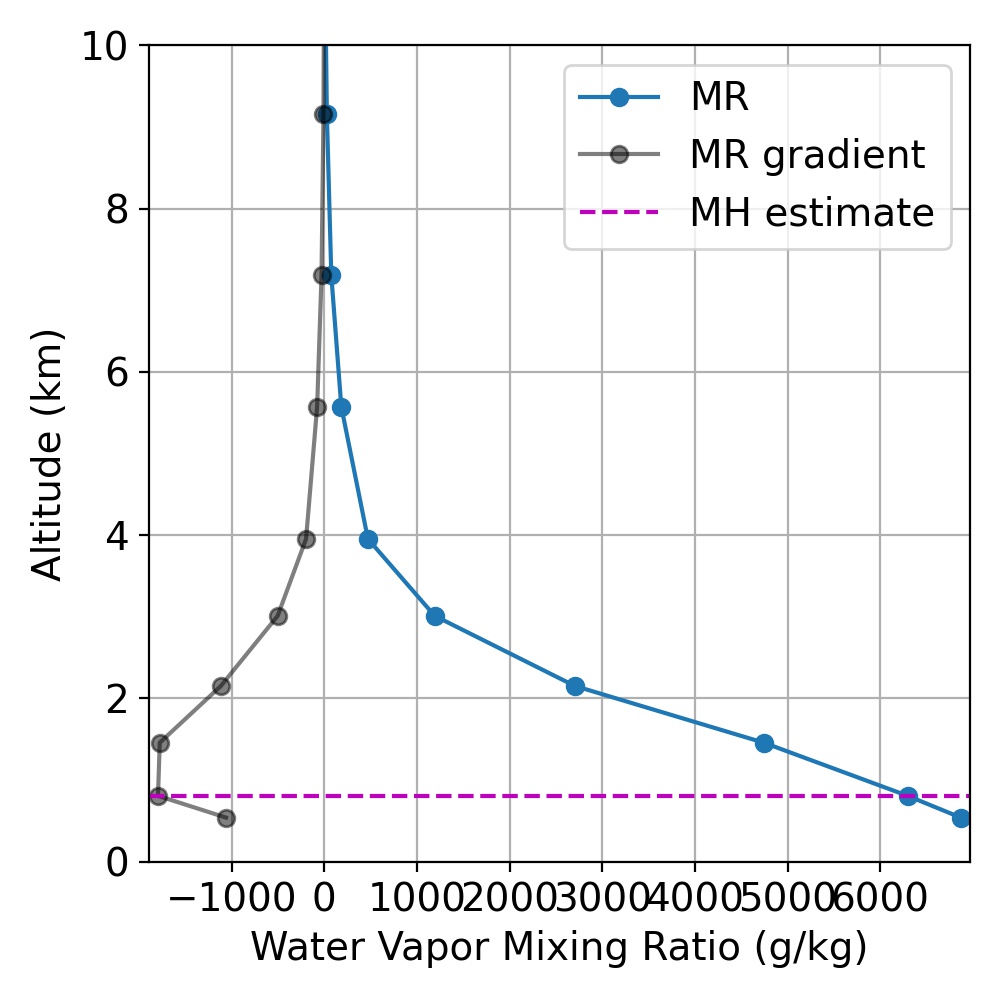 10
8
6
4
2
0
Altitude (km)
MR
MR gradient
MH estimate
−1000 0 1000 2000 3000 4000 5000 6000
Water Vapor Mixing Ratio (g/kg)